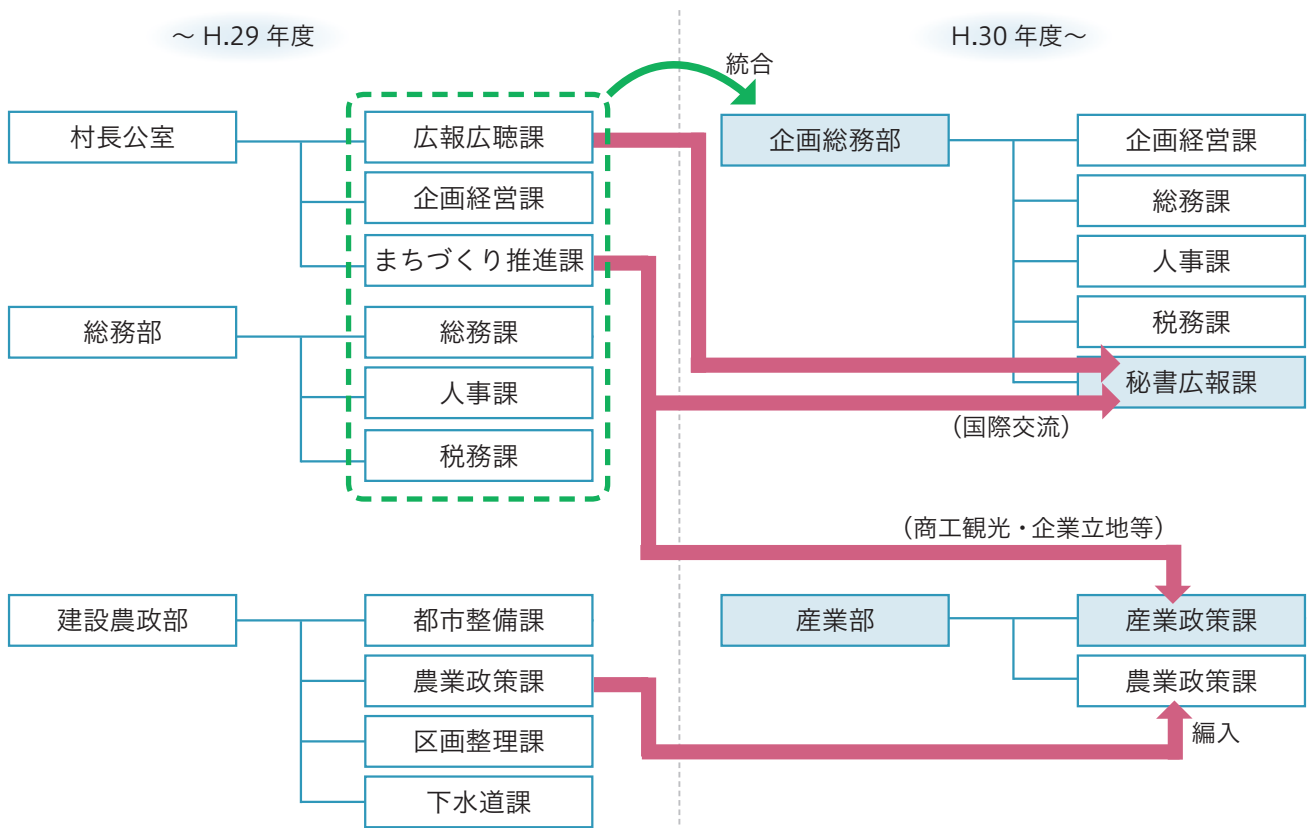 ～ H.29 年度
H.30 年度～
統合
村長公室
広報広聴課
企画経営課
まちづくり推進課
総務部
総務課
人事課
税務課
企画総務部
企画経営課
総務課
人事課
税務課
秘書広報課
（国際交流）
（商工観光・企業立地等）
建設農政部
都市整備課
農業政策課
区画整理課
下水道課
産業部
産業政策課
農業政策課
編入